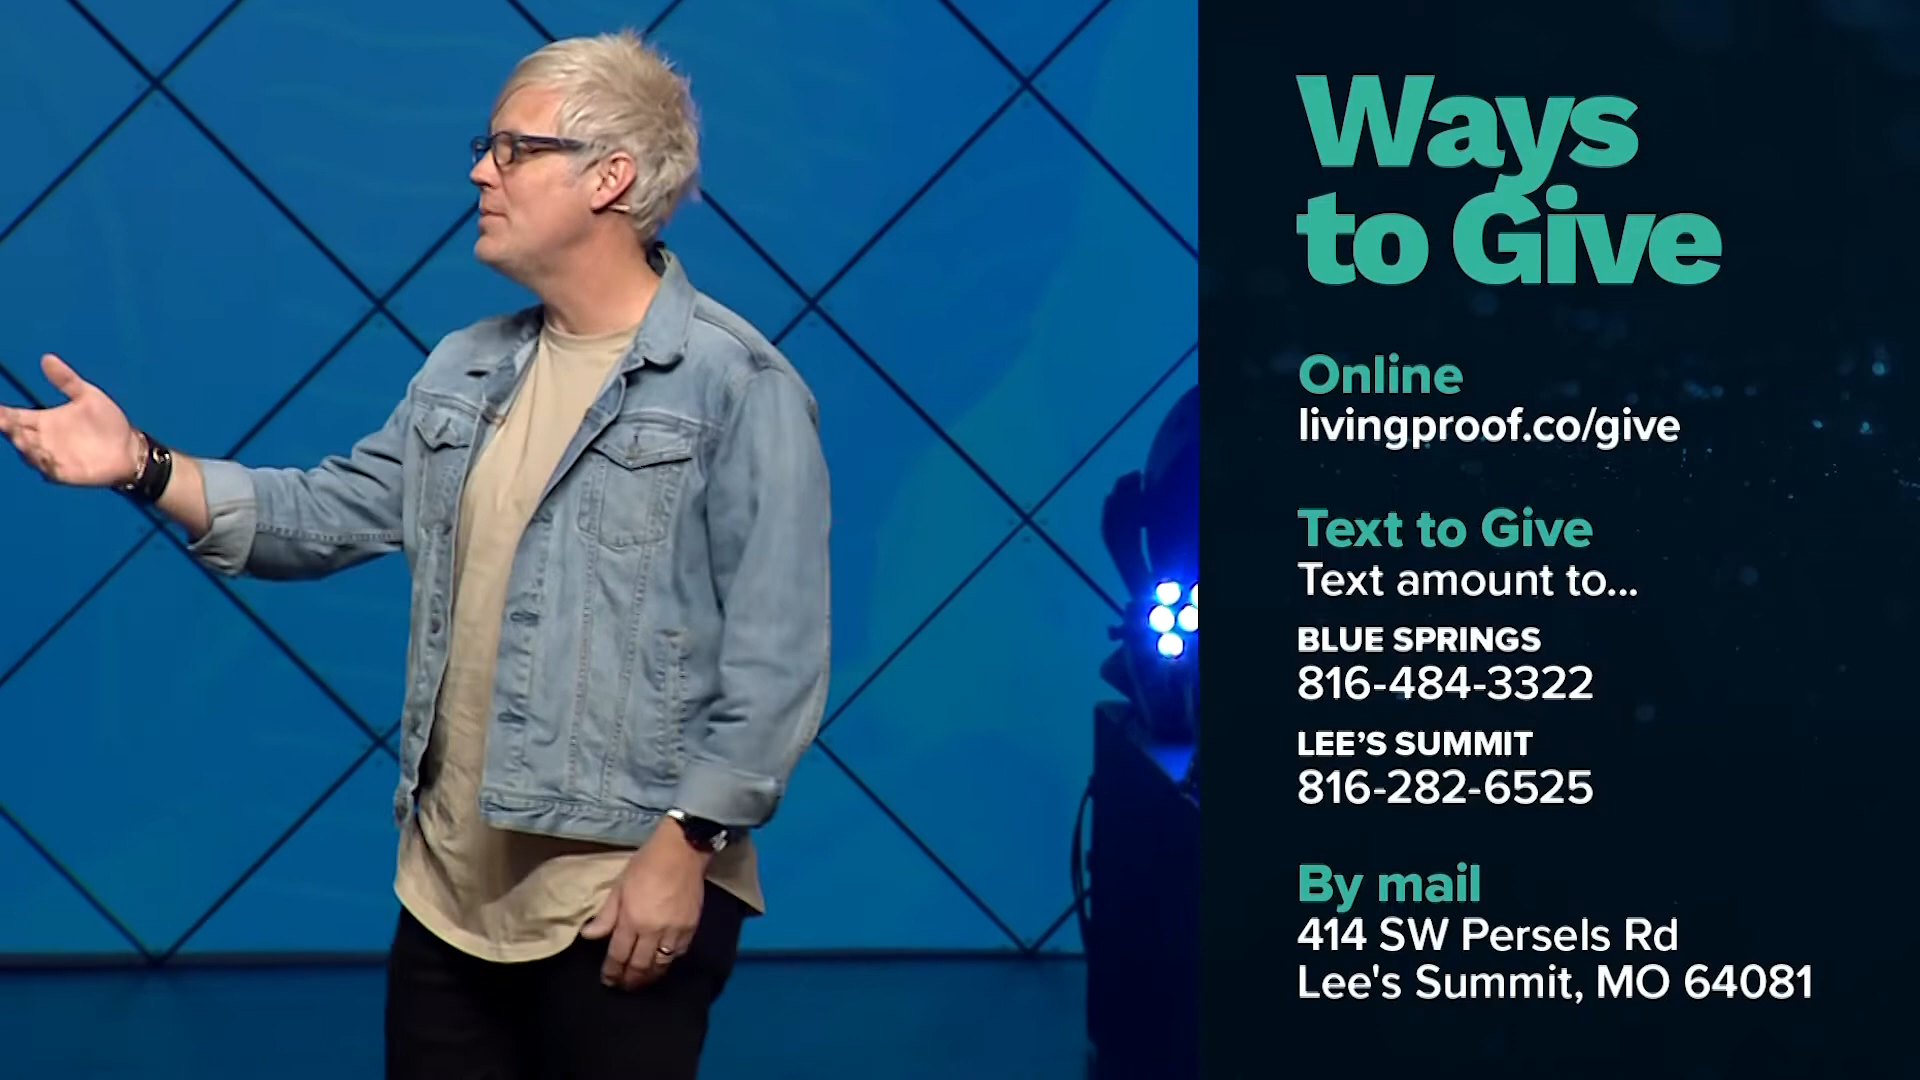 Ways
to Give
Online
livingproof.co/give
Text to Give
Text amount to...
BLUE SPRINGS
816-484-3322
LEE’S SUMMIT
816-282-6525
By mail
414 SW Persels Rd
Lee's Summit, MO 64081